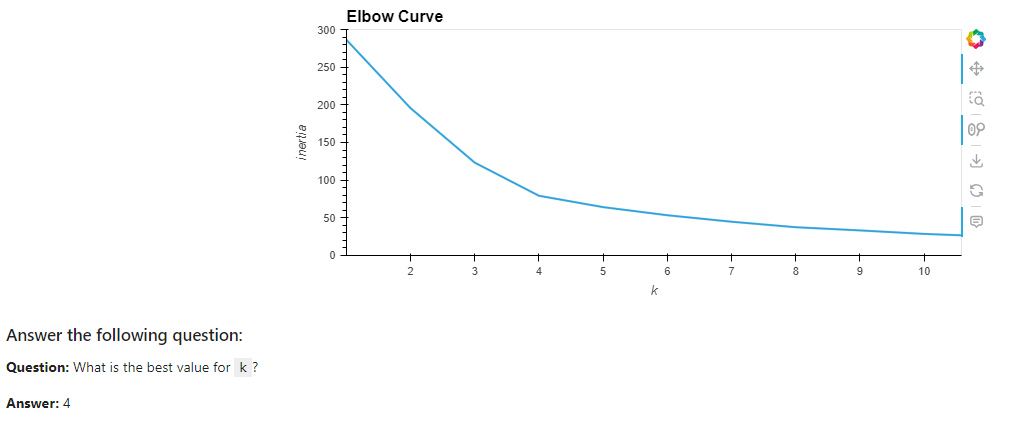 Elbow Curve
300
250
200
150
100
50
0
inertia
2 3 4 5 6 7 8 9 10
k
Answer the following question:
Question: What is the best value for k ?
Answer: 4